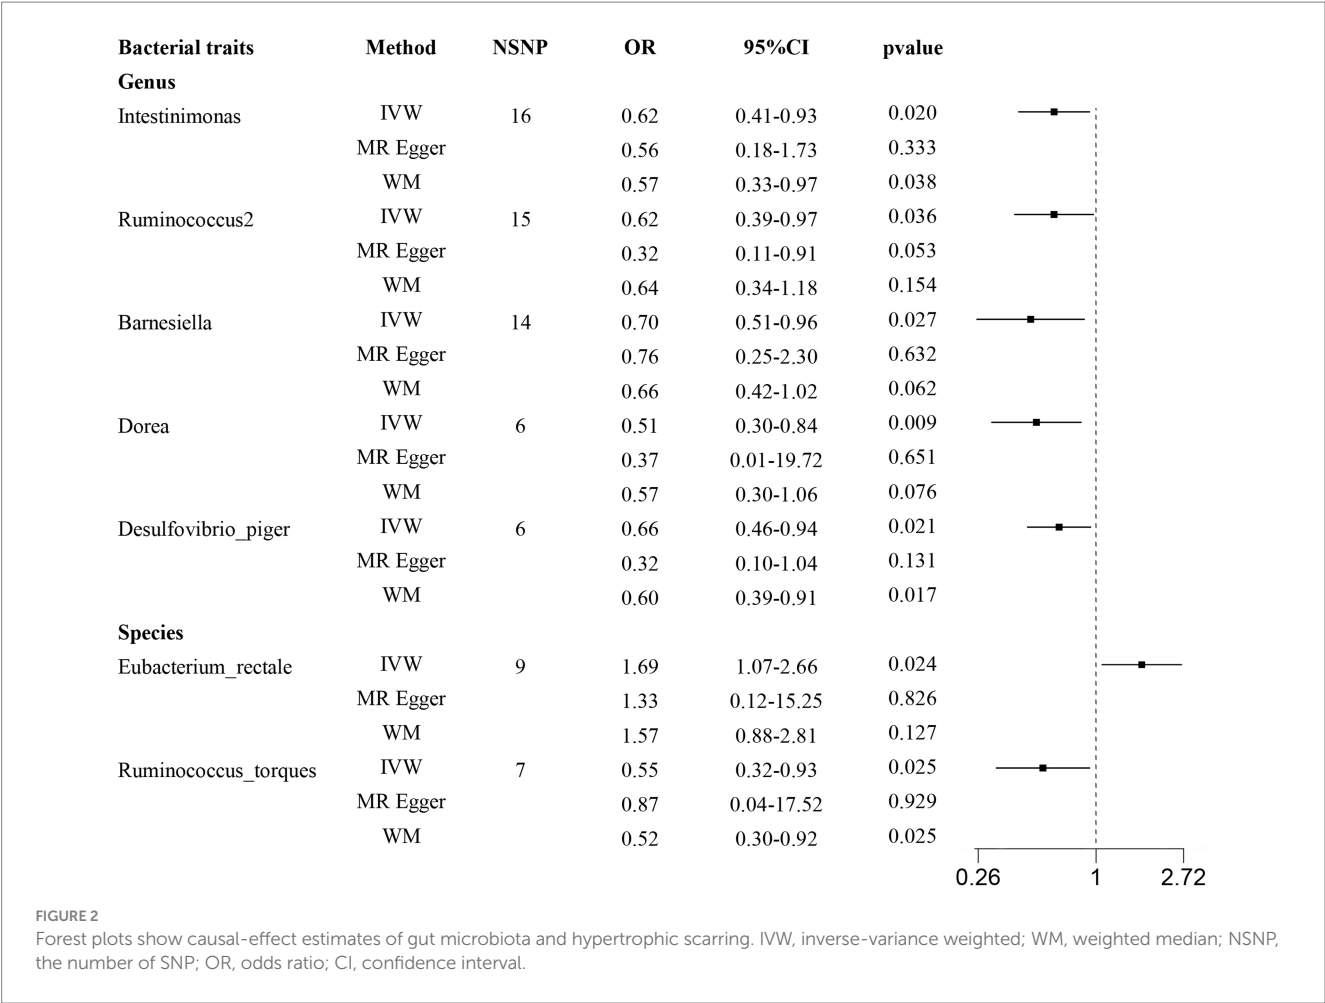 Bacterial traits Method NSNP OR 95%CI pvalue
Genus
Intestinimonas IVW 16 0.62 0.41-0.93 0.020
MR Egger 0.56 0.18-1.73 0.333
WM 0.57 0.33-0.97 0.038
Ruminococcus2 IVW 15 0.62 0.39-0.97 0.036
MR Egger 0.32 0.11-0.91 0.053
WM 0.64 0.34-1.18 0.154
Barnesiella IVW 14 0.70 0.51-0.96 0.027
MR Egger 0.76 0.25-2.30 0.632
WM 0.66 0.42-1.02 0.062
Dorea IVW 6 0.51 0.30-0.84 0.009
MR Egger 0.37 0.01-19.72 0.651
WM 0.57 0.30-1.06 0.076
Desulfovibrio_piger IVW 6 0.66 0.46-0.94 0.021
MR Egger 0.32 0.10-1.04 0.131
WM 0.60 0.39-0.91 0.017
Species
Eubacterium_rectale IVW 9 1.69 1.07-2.66 0.024
MR Egger 1.33 0.12-15.25 0.826
WM 1.57 0.88-2.81 0.127
Ruminococcus_torques IVW 7 0.55 0.32-0.93 0.025
MR Egger 0.87 0.04-17.52 0.929
WM 0.52 0.30-0.92 0.025
0.26 1 2.72
FIGURE 2
Forest plots show causal-effect estimates of gut microbiota and hypertrophic scarring. IVW, inverse-variance weighted; WM, weighted median; NSNP,
the number of SNP; OR, odds ratio; CI, confidence interval.